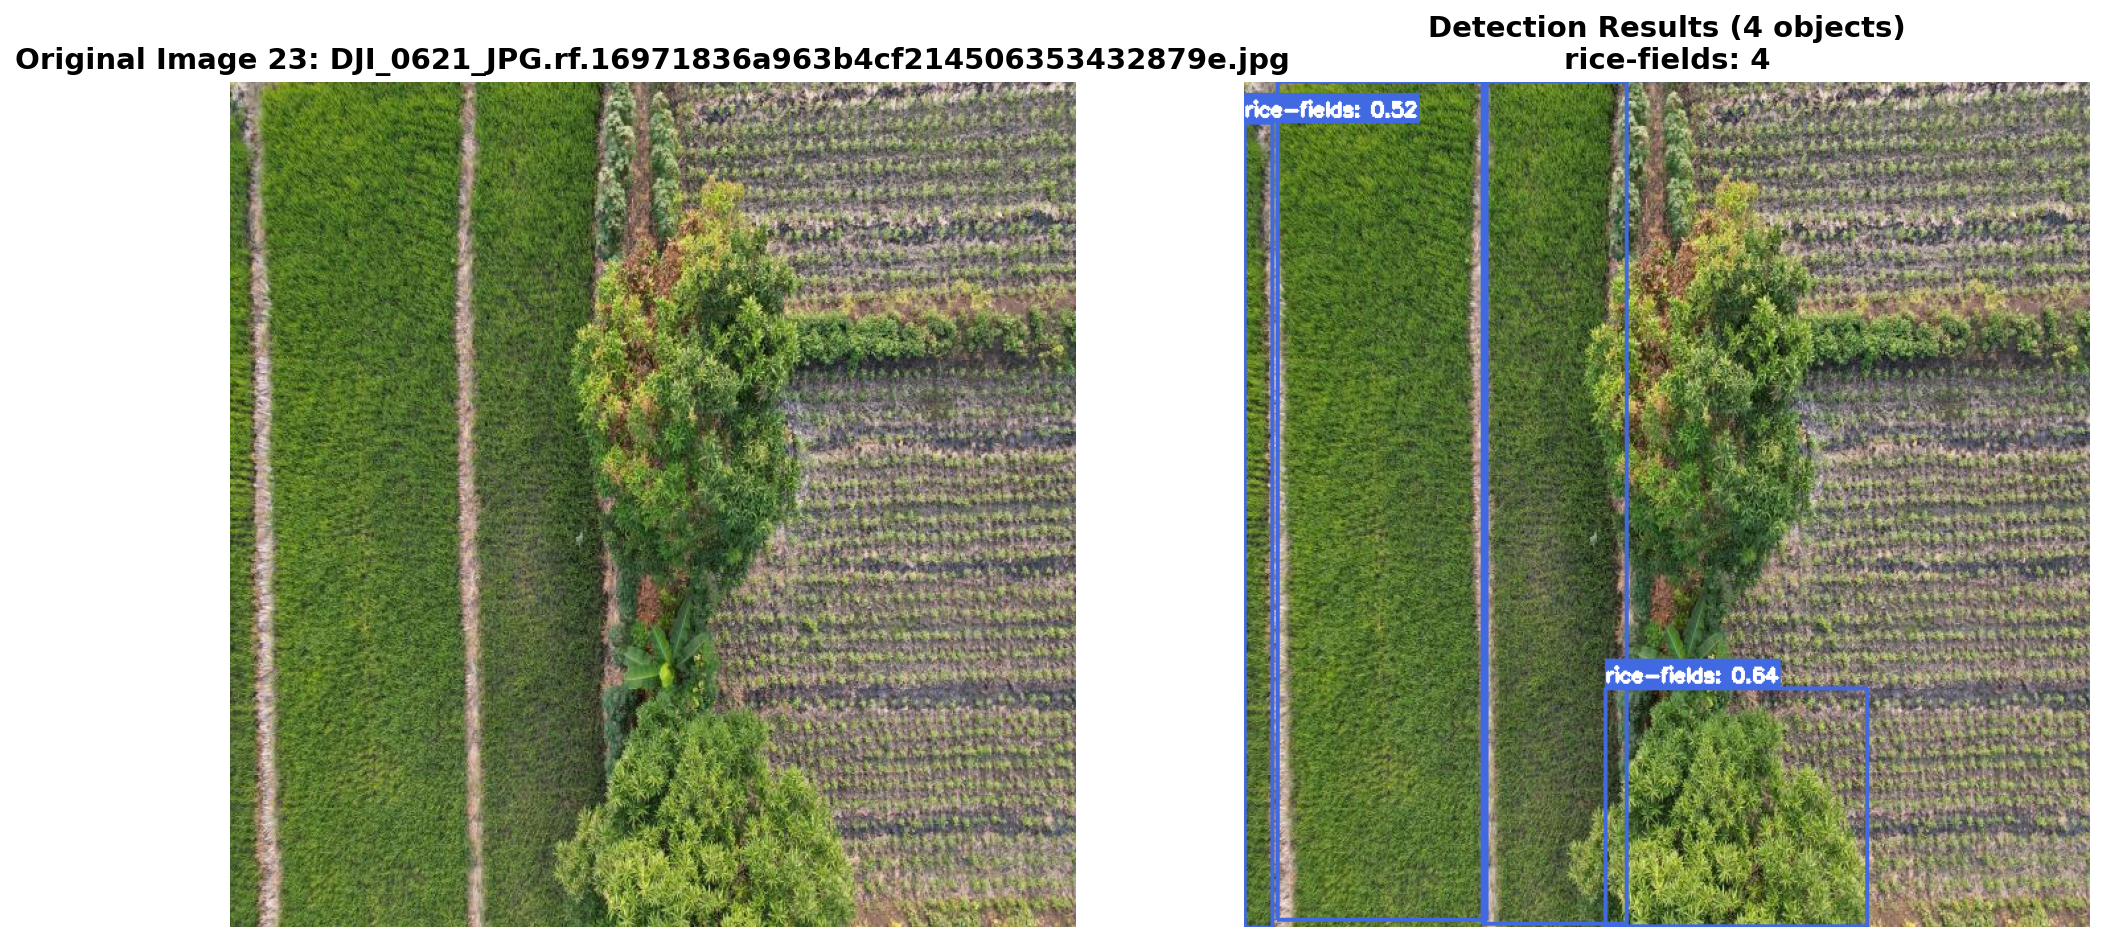 Original Image 23: DJI_0621_JPG.rf.16971836a963b4cf214506353432879e.jpg
Detection Results (4 objects)
rice-fields: 4
rice-fields: 0.52
rice-fields: 0.64